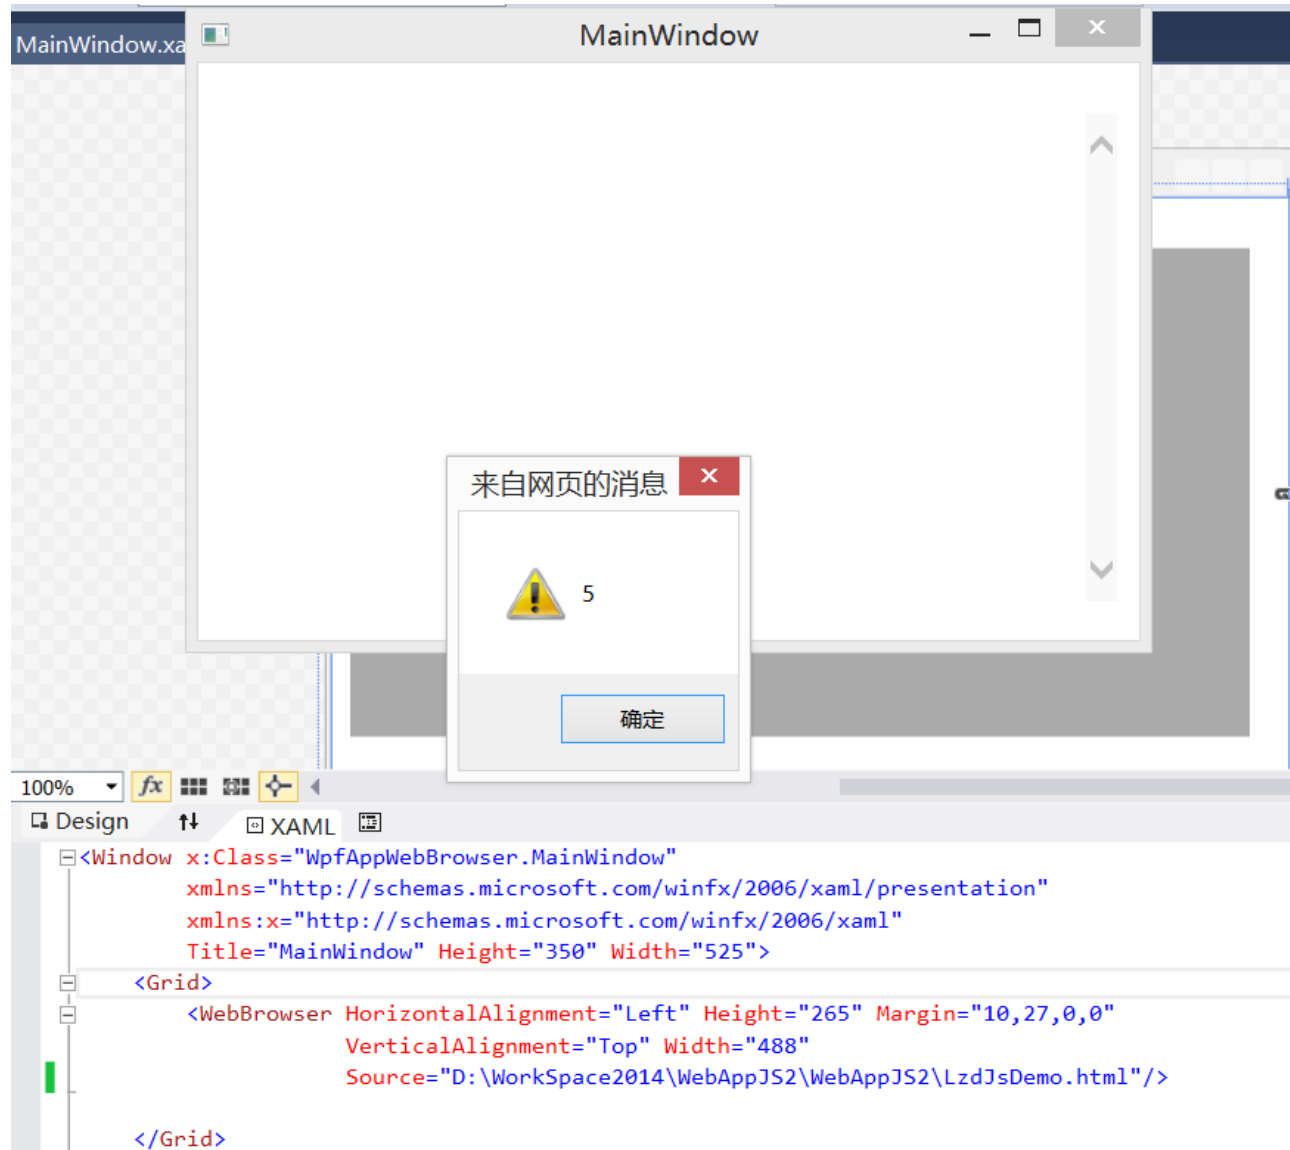 MainWindow.xa
MainWindow
来自网页的消息
5
确定
100%
fx
Design
XAML
<Window x:Class="WpfAppWebBrowser.MainWindow"
xmlns="http://schemas.microsoft.com/winfx/2006/xaml/presentation"
xmlns:x="http://schemas.microsoft.com/winfx/2006/xaml"
Title="MainWindow" Height="350" Width="525">
<Grid>
<WebBrowser HorizontalAlignment="Left" Height="265" Margin="10,27,0,0"
VerticalAlignment="Top" Width="488"
Source="D:\WorkSpace2014\WebAppJS2\WebAppJS2\LzdJsDemo.html"/>
</Grid>